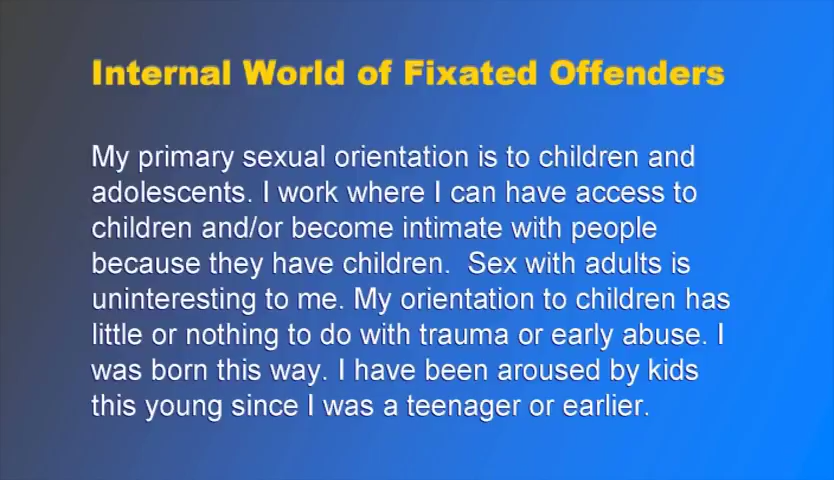 Internal World of Fixated Offenders
My primary sexual orientation is to children and
adolescents. I work where I can have access to
children and/or become intimate with people
because they have children.  Sex with adults is
uninteresting to me. My orientation to children has
little or nothing to do with trauma or early abuse. I
was born this way. I have been aroused by kids
this young since I was a teenager or earlier.